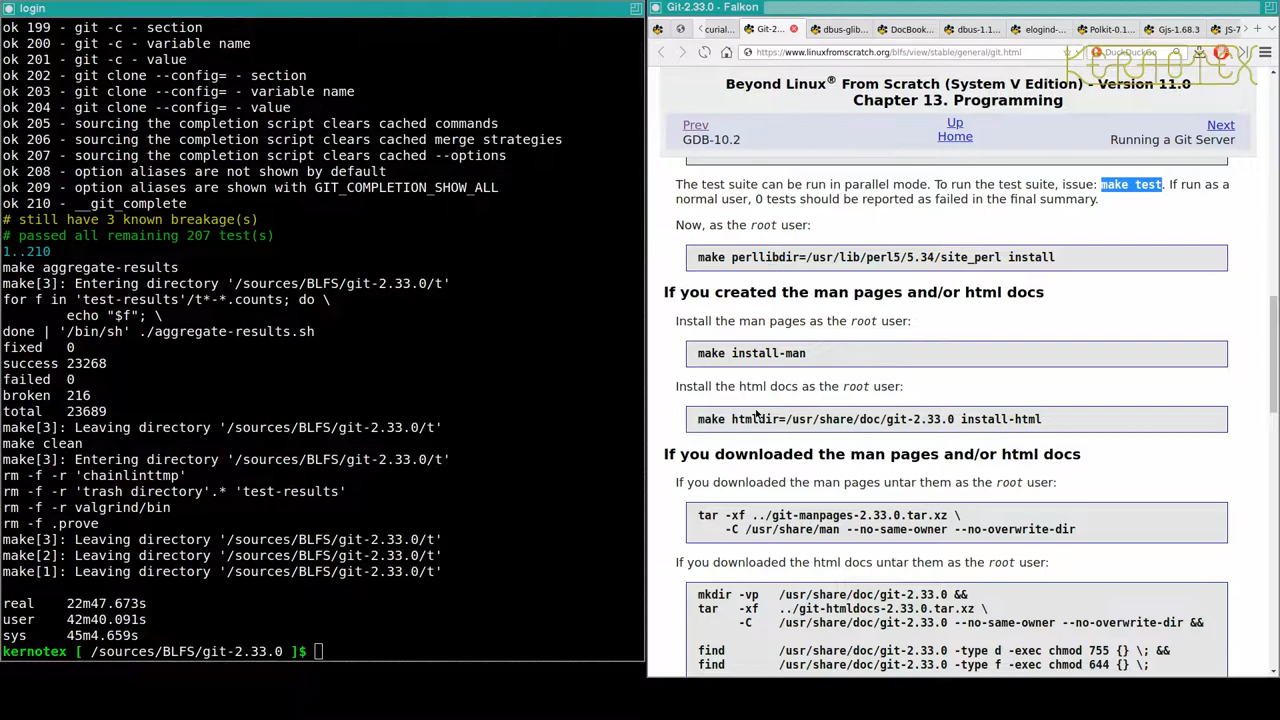 login
ok 199 - git -c - section
ok 200 - git -c - variable name
ok 201 - git -c - value
ok 202 - git clone --config= - section
ok 203 - git clone --config= - variable name
ok 204 - git clone --config= - value
ok 205 - sourcing the completion script clears cached commands
ok 206 - sourcing the completion script clears cached merge strategies
ok 207 - sourcing the completion script clears cached --options
ok 208 - option aliases are not shown by default
ok 209 - option aliases are shown with GIT_COMPLETION_SHOW_ALL
ok 210 - __git_complete
# still have 3 known breakage(s)
# passed all remaining 207 test(s)
1..210
make aggregate-results
make[3]: Entering directory '/sources/BLFS/git-2.33.0/t'
for f in 'test-results'/t*-*.counts; do \
echo "$f"; \
done | '/bin/sh' ./aggregate-results.sh
fixed 0
success 23268
failed 0
broken 216
total 23689
make[3]: Leaving directory '/sources/BLFS/git-2.33.0/t'
make clean
make[3]: Entering directory '/sources/BLFS/git-2.33.0/t'
rm -f -r 'chainlinttmp'
rm -f -r 'trash directory'.* 'test-results'
rm -f -r valgrind/bin
rm -f .prove
make[3]: Leaving directory '/sources/BLFS/git-2.33.0/t'
make[2]: Leaving directory '/sources/BLFS/git-2.33.0/t'
make[1]: Leaving directory '/sources/BLFS/git-2.33.0/t'
real 22m47.673s
user 42m40.091s
sys 45m4.659s
kernotex [ /sources/BLFS/git-2.33.0 ]$
Git-2.33.0 - Falkon
curial... Git-2... dbus-glib... DocBook... dbus-1.1... elogind-... Polkit-0.1... Gjs-1.68.3 JS-7
https://www.linuxfromscratch.org/blfs/view/stable/general/git.html
DuckDuckGo
KERNOTEX
Beyond Linux® From Scratch (System V Edition) - Version 11.0
Chapter 13. Programming
Prev Up Next
GDB-10.2 Home Running a Git Server
The test suite can be run in parallel mode. To run the test suite, issue: make test. If run as a
normal user, 0 tests should be reported as failed in the final summary.
Now, as the root user:
make perllibdir=/usr/lib/perl5/5.34/site_perl install
If you created the man pages and/or html docs
Install the man pages as the root user:
make install-man
Install the html docs as the root user:
make htmldir=/usr/share/doc/git-2.33.0 install-html
If you downloaded the man pages and/or html docs
If you downloaded the man pages untar them as the root user:
tar -xf ../git-manpages-2.33.0.tar.xz \
-C /usr/share/man --no-same-owner --no-overwrite-dir
If you downloaded the html docs untar them as the root user:
mkdir -vp /usr/share/doc/git-2.33.0 &&
tar -xf ../git-htmldocs-2.33.0.tar.xz \
-C /usr/share/doc/git-2.33.0 --no-same-owner --no-overwrite-dir &&
find /usr/share/doc/git-2.33.0 -type d -exec chmod 755 {} \; &&
find /usr/share/doc/git-2.33.0 -type f -exec chmod 644 {} \;